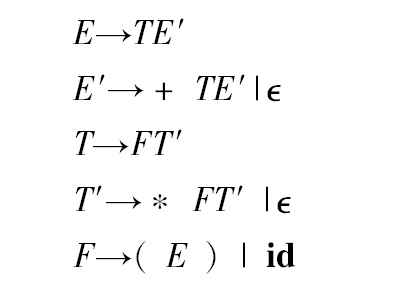 E→TE′
E′→ + TE′ | ϵ
T→FT′
T′→ * FT′ | ϵ
F→( E ) | id